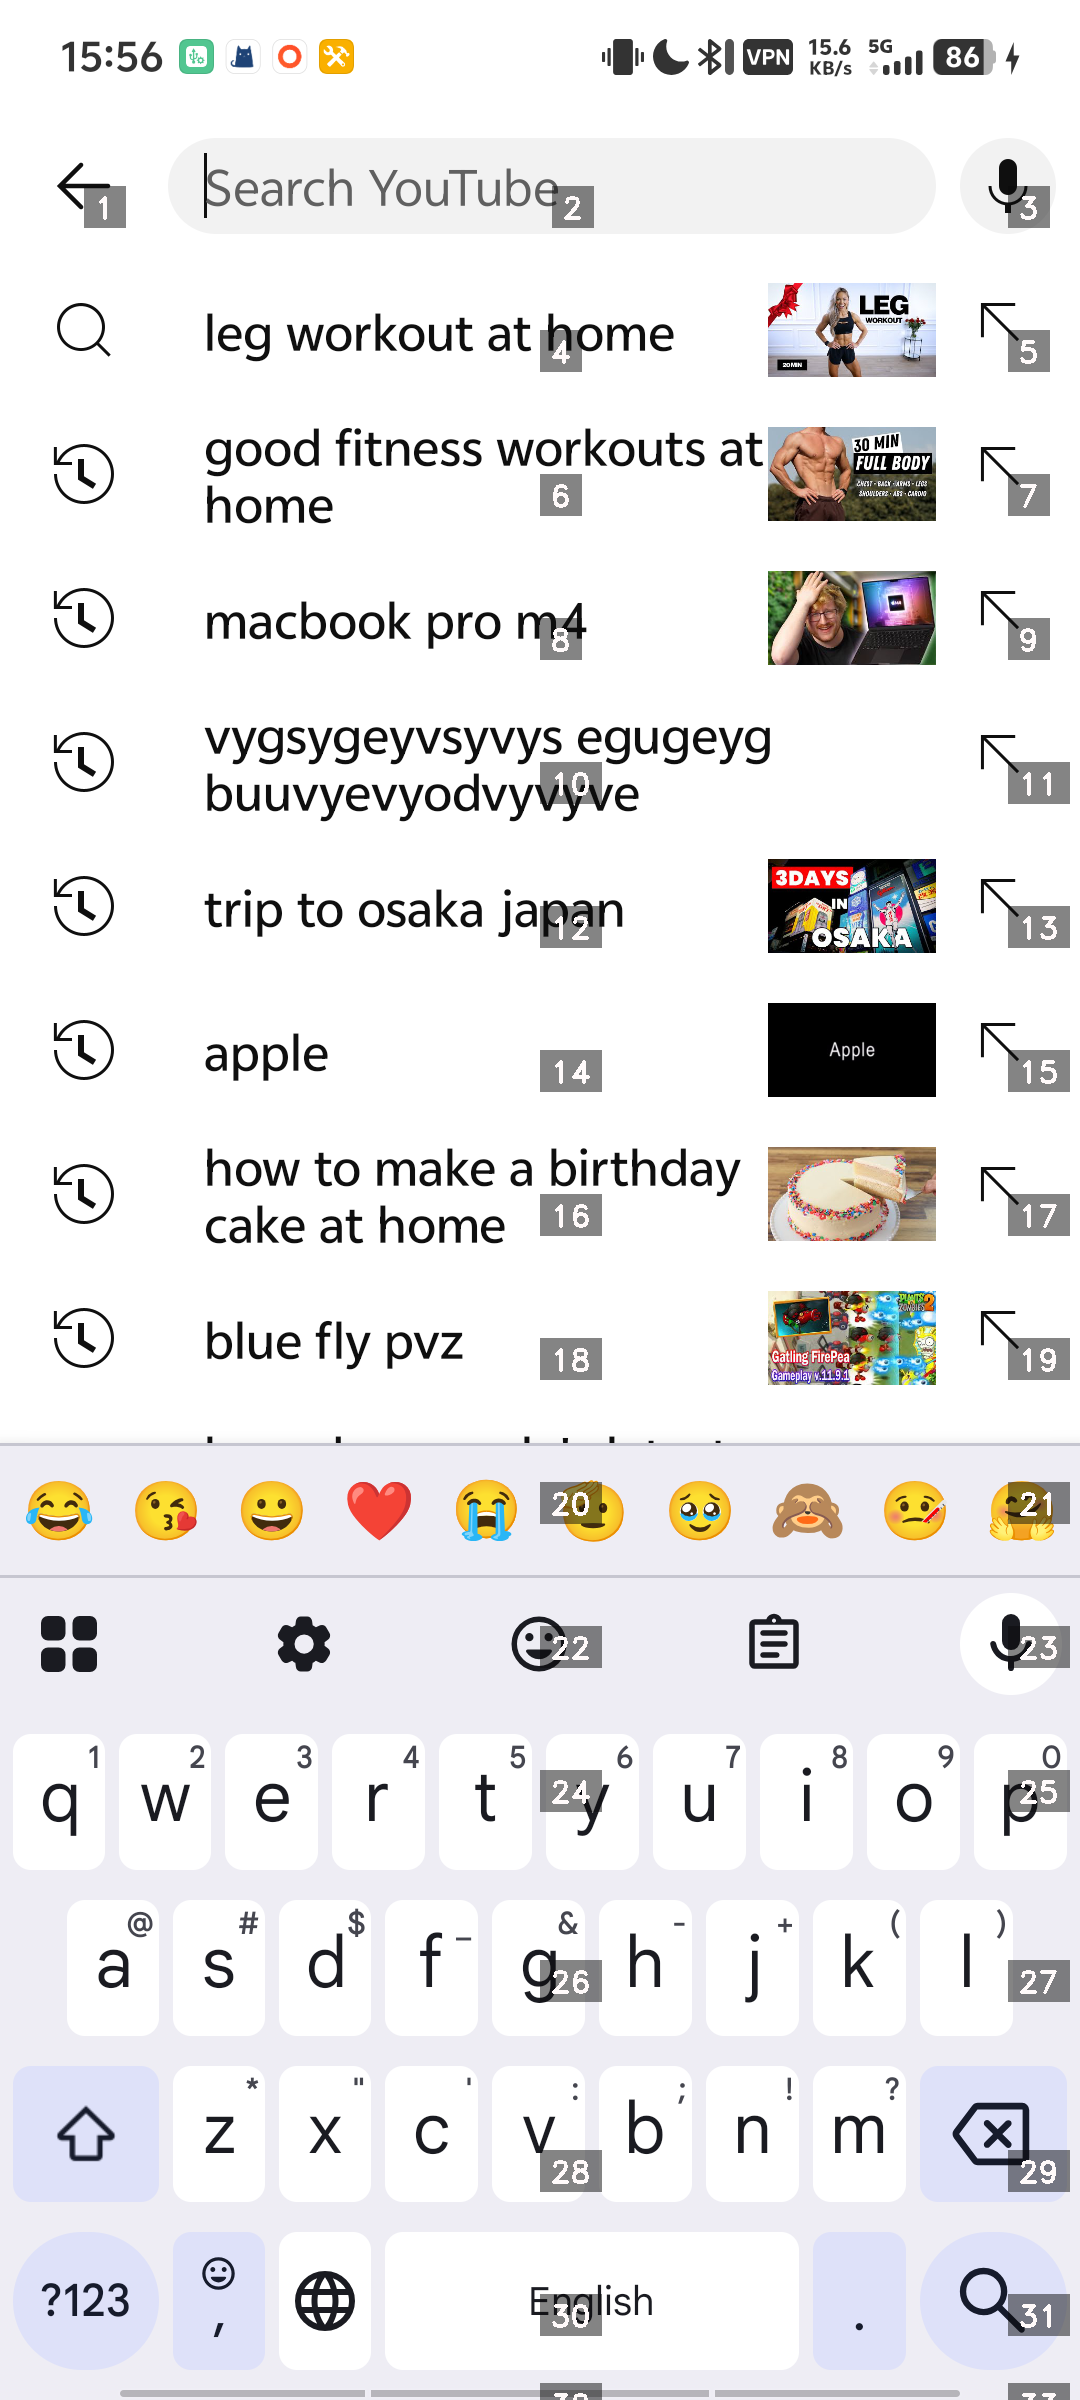 15:56
VPN
15.6 KB/s
5G
86
1
Search YouTube
2
3
leg workout at home
4
LEG
WORKOUT
20 MIN
5
good fitness workouts at
home
6
30 MIN
FULL BODY
CHEST - BACK - ARMS - LEGS
SHOULDERS - ABS - CARDIO
7
macbook pro m4
8
9
vygsygeyvsyvys egugeyg
buuvyevyodvyvyve
10
11
trip to osaka japan
12
3DAYS
IN
OSAKA
13
apple
14
Apple
15
how to make a birthday
cake at home
16
17
blue fly pvz
18
PLANTS
ZOMBIES 2
Gatling FirePea
Gameplay v.11.9.1
19
20
21
22
23
1 2 3 4 5 6 7 8 9 0
q w e r t y u i o p
24
25
@ # $ _ & - + ( )
a s d f g h j k l
26
27
* " ' : ; ! ?
z x c v b n m
28
29
?123 , English .
30
31